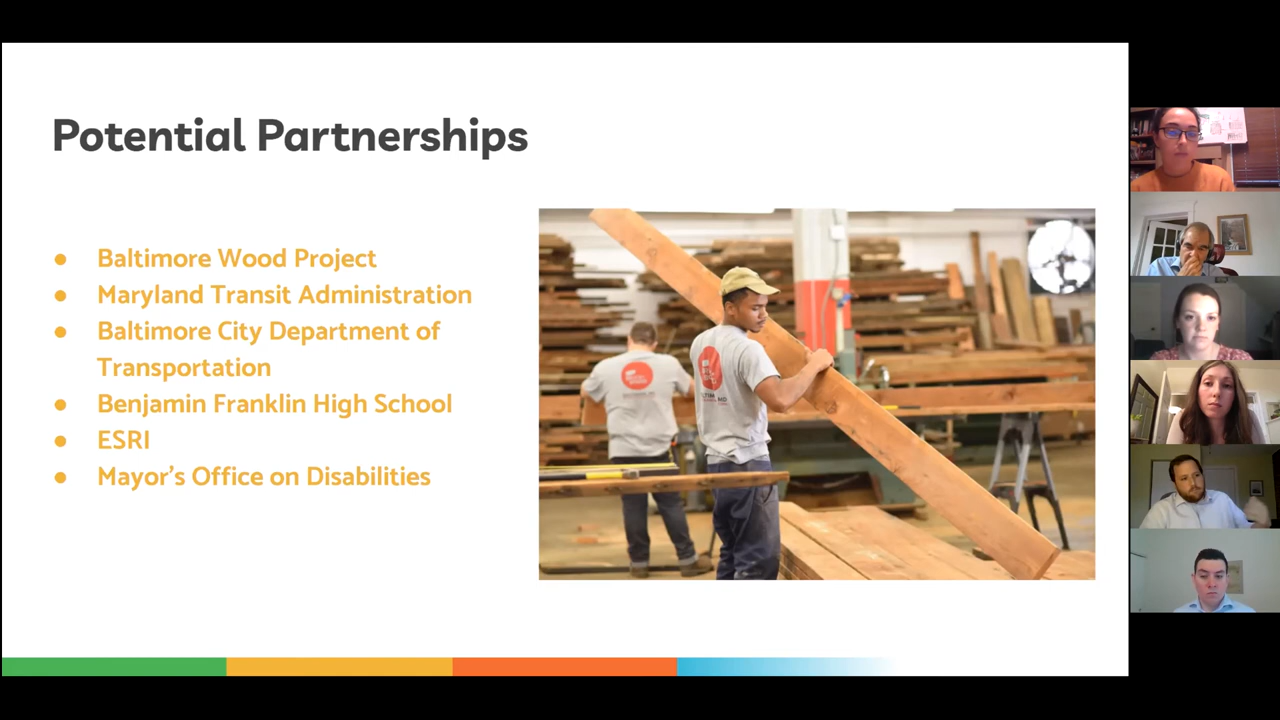 Potential Partnerships
● Baltimore Wood Project
● Maryland Transit Administration
● Baltimore City Department of
Transportation
● Benjamin Franklin High School
● ESRI
● Mayor's Office on Disabilities